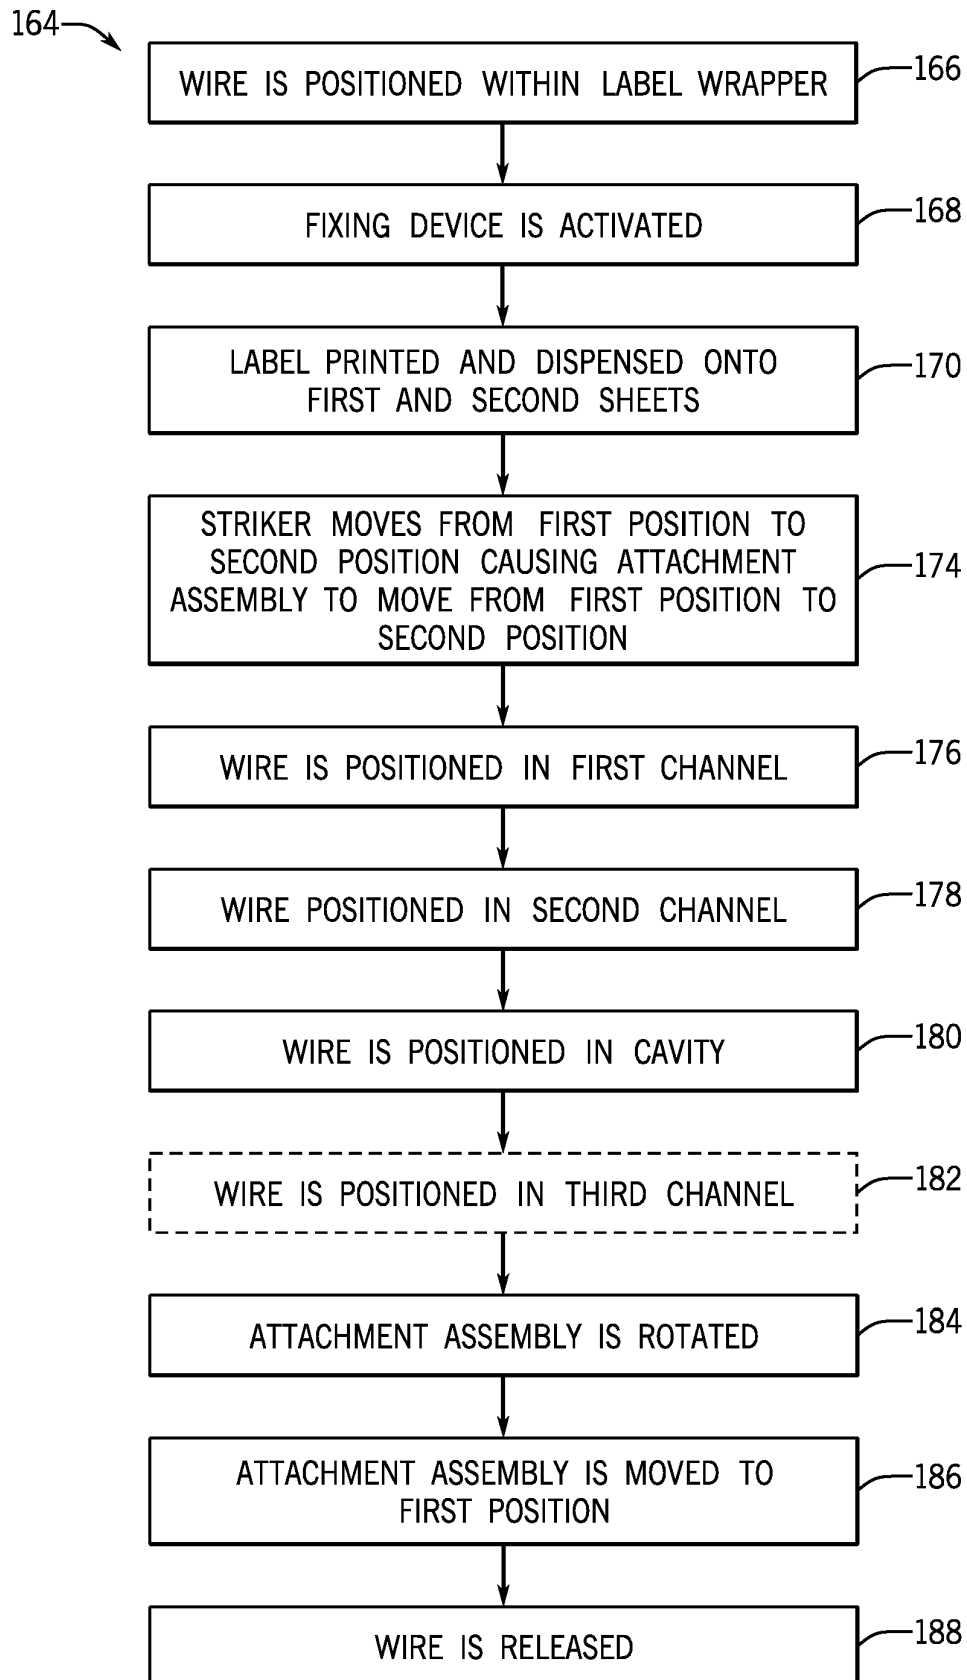 164
WIRE IS POSITIONED WITHIN LABEL WRAPPER
166
FIXING DEVICE IS ACTIVATED
168
LABEL PRINTED AND DISPENSED ONTO
FIRST AND SECOND SHEETS
170
STRIKER MOVES FROM FIRST POSITION TO
SECOND POSITION CAUSING ATTACHMENT
ASSEMBLY TO MOVE FROM FIRST POSITION TO
SECOND POSITION
174
WIRE IS POSITIONED IN FIRST CHANNEL
176
WIRE POSITIONED IN SECOND CHANNEL
178
WIRE IS POSITIONED IN CAVITY
180
WIRE IS POSITIONED IN THIRD CHANNEL
182
ATTACHMENT ASSEMBLY IS ROTATED
184
ATTACHMENT ASSEMBLY IS MOVED TO
FIRST POSITION
186
WIRE IS RELEASED
188